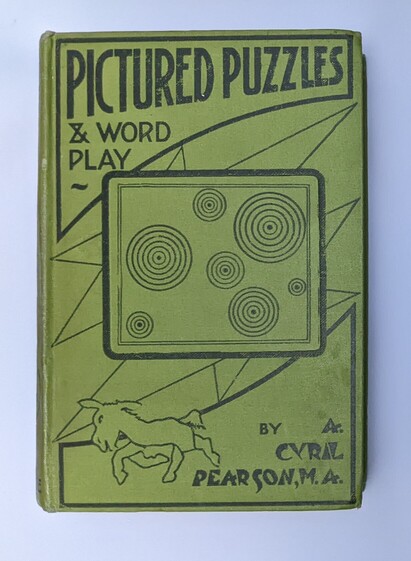 PICTURED PUZZLES
& WORD
PLAY
~
BY A.
CYRIL
PEARSON, M.A.